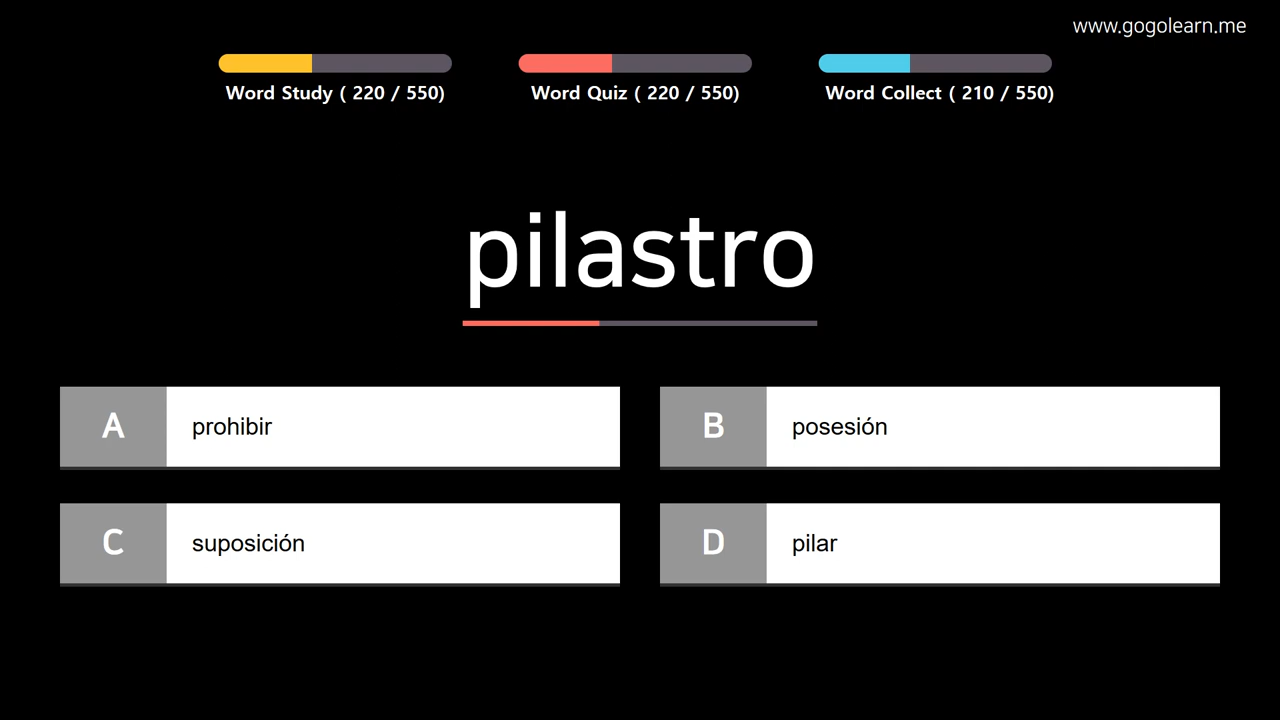 www.gogolearn.me
Word Study ( 220 / 550)
Word Quiz ( 220 / 550)
Word Collect ( 210 / 550)
pilastro
A prohibir
B posesión
C suposición
D pilar